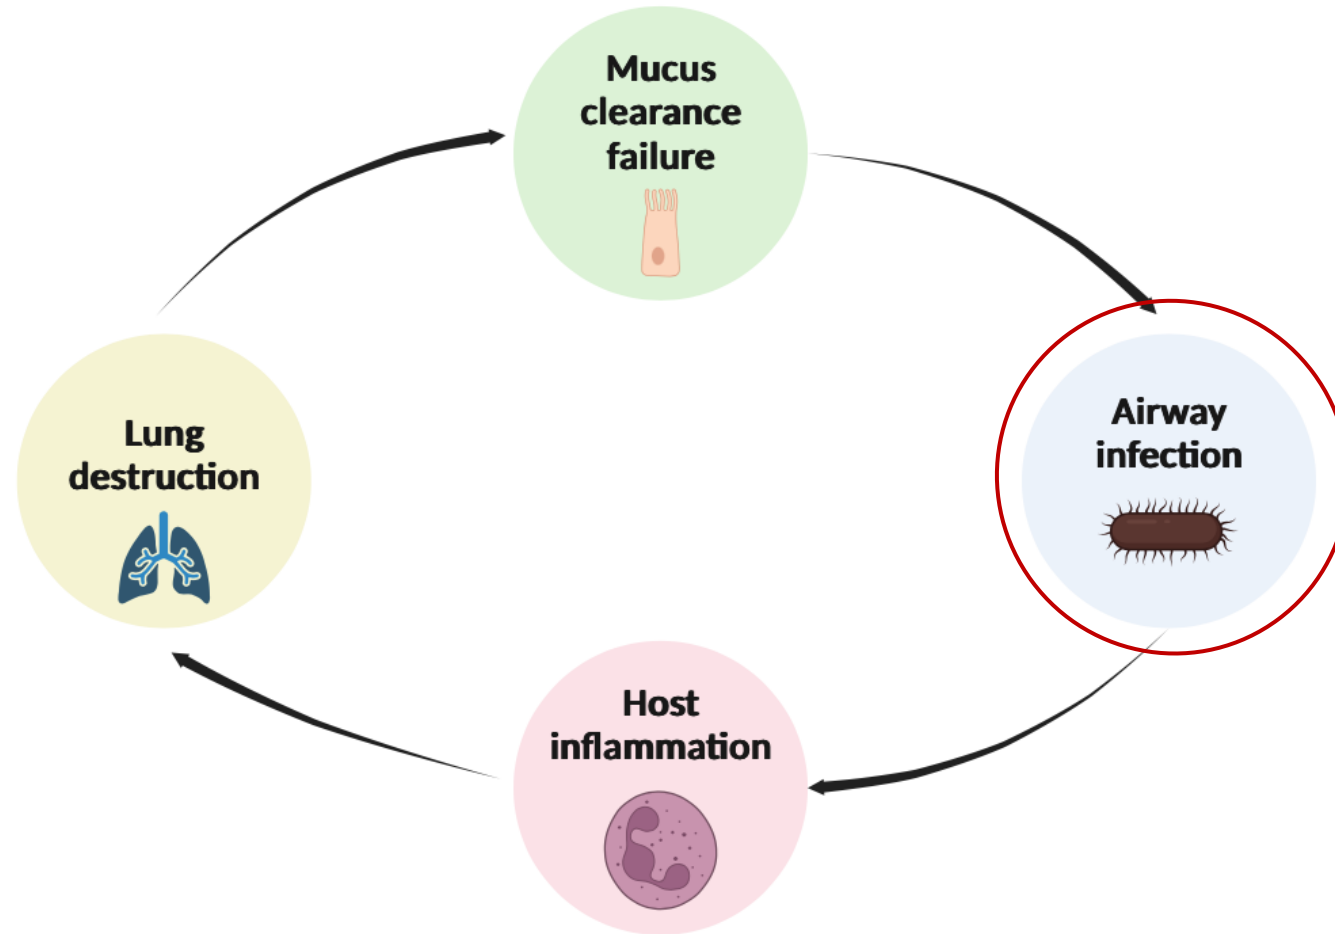 Mucus
clearance
failure
Airway
infection
Lung
destruction
Host
inflammation